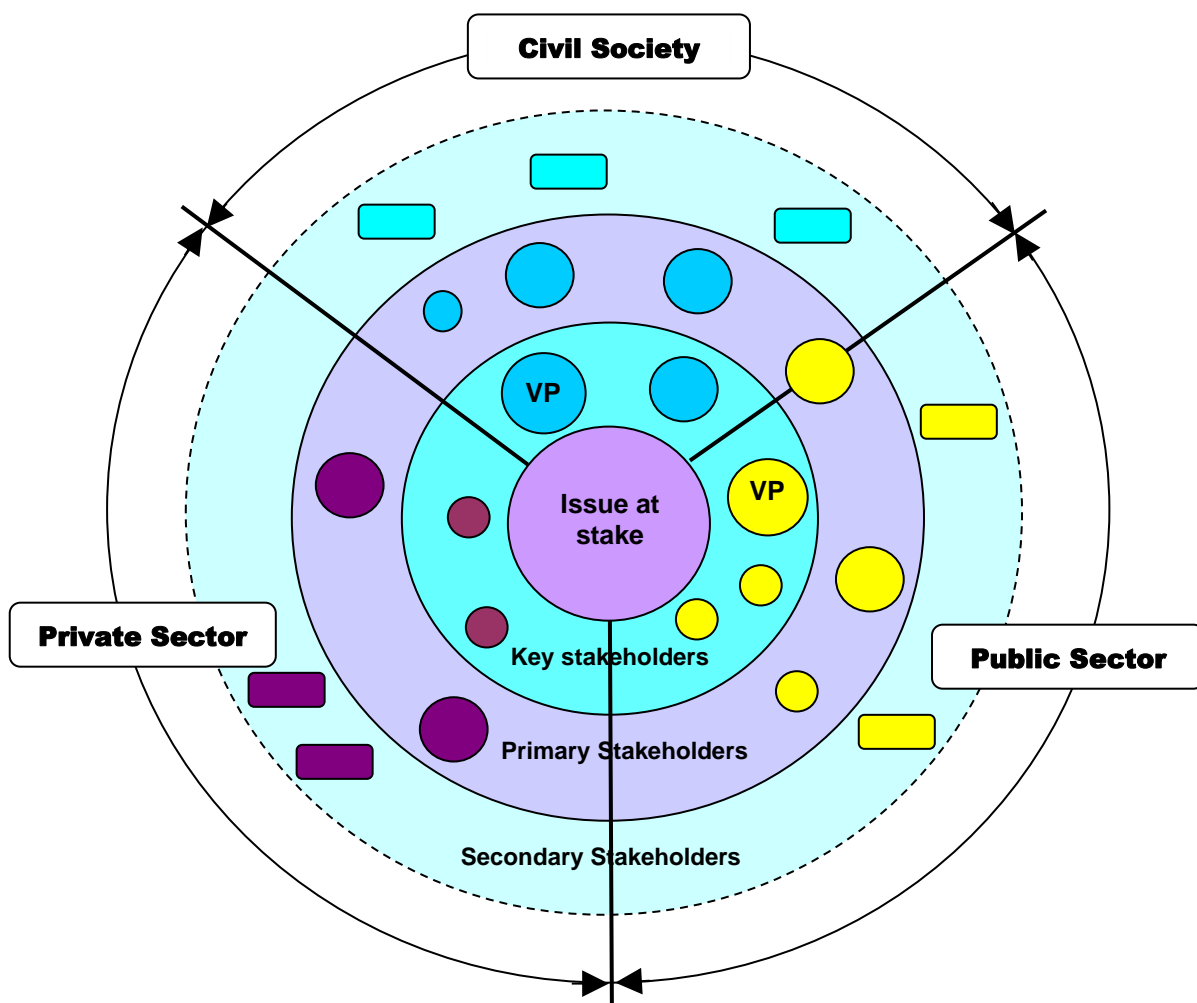 Civil Society
VP
VP
Issue at
stake
Private Sector
Public Sector
Key stakeholders
Primary Stakeholders
Secondary Stakeholders